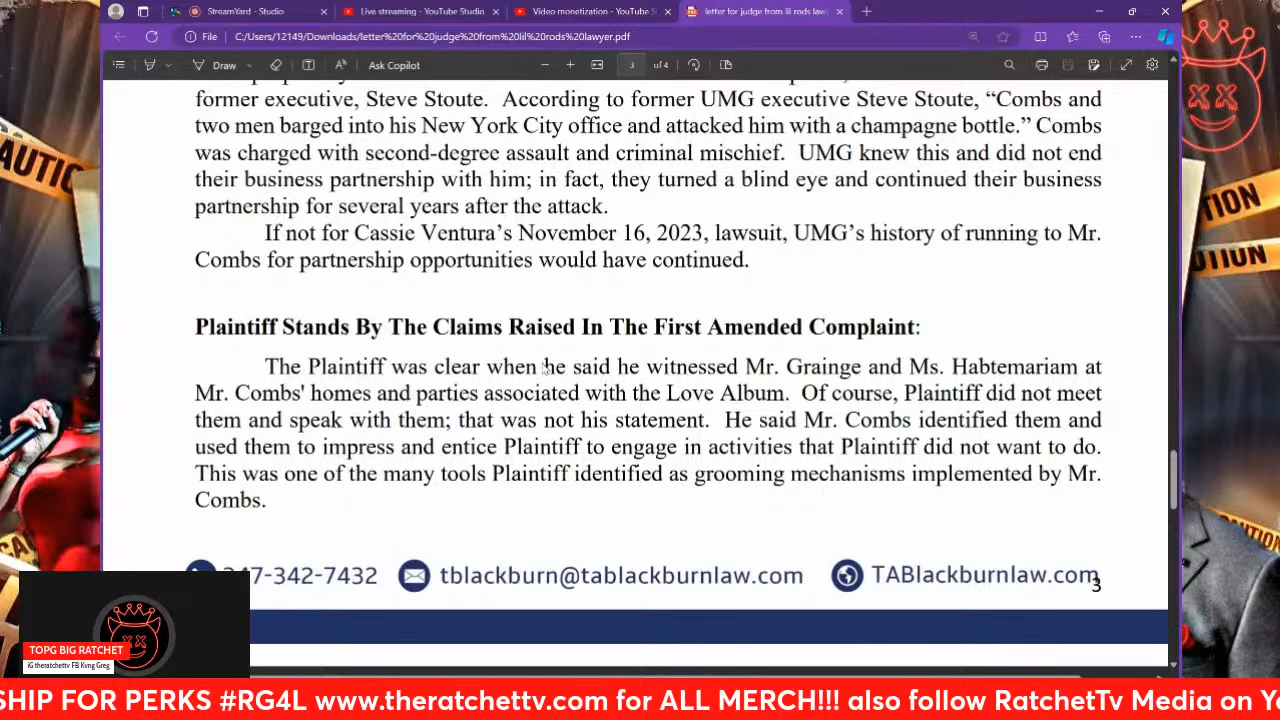 StreamYard - Studio
Live streaming - YouTube Studio
Video monetization - YouTube S
letter for judge from lil rods law
File
C:/Users/12149/Downloads/letter%20for%20judge%20from%20lil%20rods%20lawyer.pdf
Draw
Ask Copilot
3
of 4
former executive, Steve Stoute. According to former UMG executive Steve Stoute, “Combs and
two men barged into his New York City office and attacked him with a champagne bottle.” Combs
was charged with second-degree assault and criminal mischief. UMG knew this and did not end
their business partnership with him; in fact, they turned a blind eye and continued their business
partnership for several years after the attack.
If not for Cassie Ventura’s November 16, 2023, lawsuit, UMG’s history of running to Mr.
Combs for partnership opportunities would have continued.
Plaintiff Stands By The Claims Raised In The First Amended Complaint:
The Plaintiff was clear when he said he witnessed Mr. Grainge and Ms. Habtemariam at
Mr. Combs' homes and parties associated with the Love Album. Of course, Plaintiff did not meet
them and speak with them; that was not his statement. He said Mr. Combs identified them and
used them to impress and entice Plaintiff to engage in activities that Plaintiff did not want to do.
This was one of the many tools Plaintiff identified as grooming mechanisms implemented by Mr.
Combs.
47-342-7432
tblackburn@tablackburnlaw.com
TABlackburnlaw.com
3
TOPG BIG RATCHET
iG theratchettv FB Kvng Greg
SHIP FOR PERKS #RG4L www.theratchettv.com for ALL MERCH!!! also follow RatchetTv Media on Yo
AUTION
CAUTION